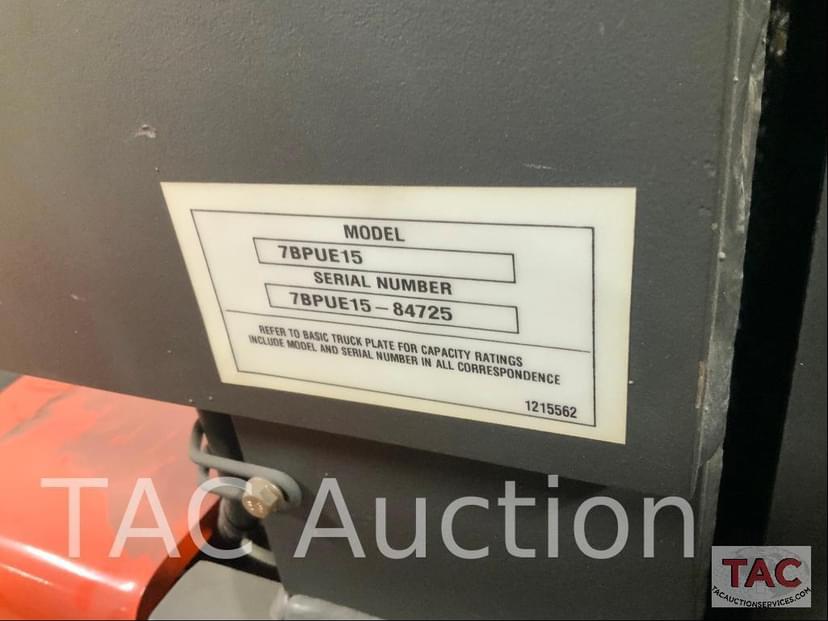 MODEL
7BPUE15
SERIAL NUMBER
7BPUE15-84725
REFER TO BASIC TRUCK PLATE FOR CAPACITY RATINGS
INCLUDE MODEL AND SERIAL NUMBER IN ALL CORRESPONDENCE
1215562
TAC Auction
TAC
TACAUCTIONSERVICES.COM